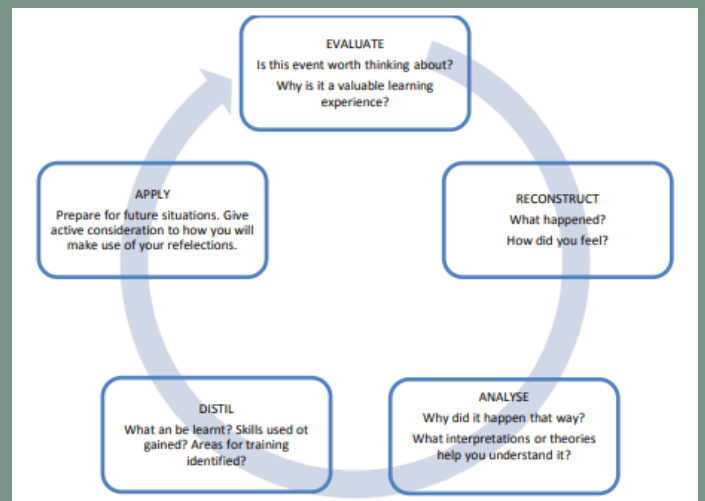 EVALUATE
Is this event worth thinking about?
Why is it a valuable learning
experience?
RECONSTRUCT
What happened?
How did you feel?
ANALYSE
Why did it happen that way?
What interpretations or theories
help you understand it?
DISTIL
What an be learnt? Skills used ot
gained? Areas for training
identified?
APPLY
Prepare for future situations. Give
active consideration to how you will
make use of your refelections.